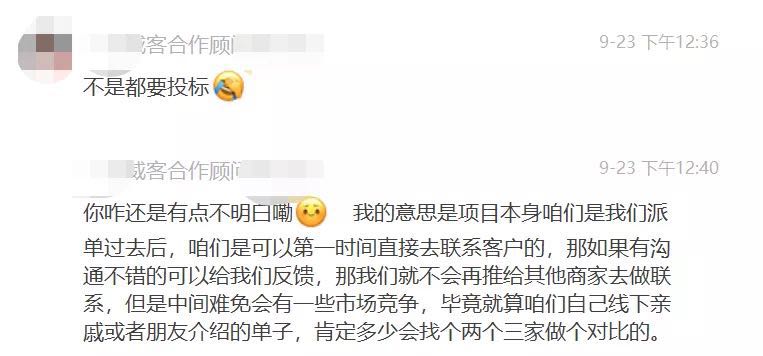 威客合作顾问
9-23 下午12:36
不是都要投标
威客合作顾问
9-23 下午12:40
你咋还是有点不明白嘞 我的意思是项目本身咱们是我们派
单过去后，咱们是可以第一时间直接去联系客户的，那如果有沟
通不错的可以给我们反馈，那我们就不会再推给其他商家去做联
系，但是中间难免会有一些市场竞争，毕竟就算咱们自己线下亲
戚或者朋友介绍的单子，肯定多少会找个两个三家做个对比的。